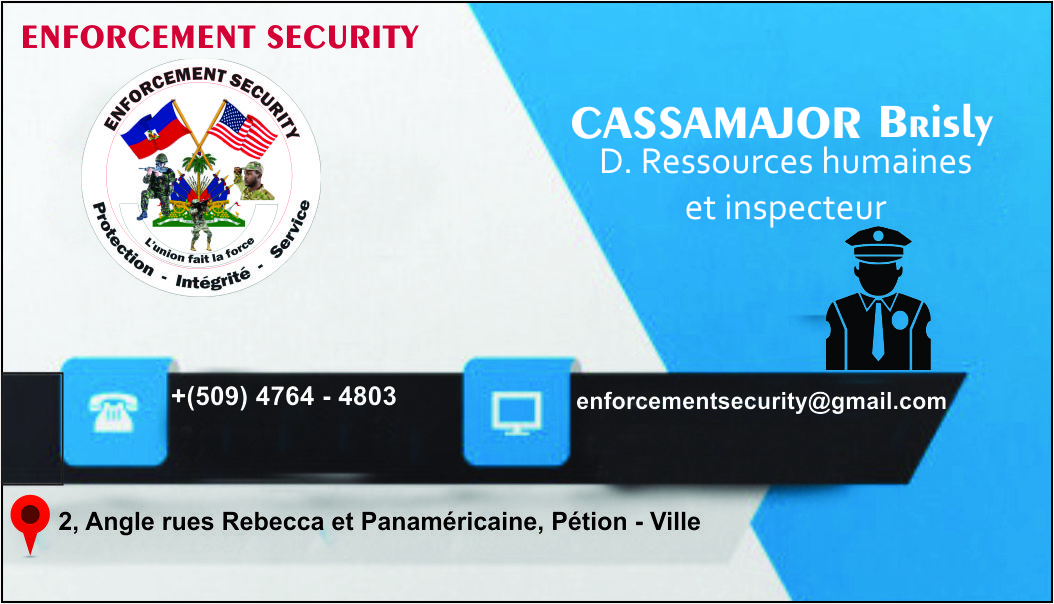 ENFORCEMENT SECURITY
ENFORCEMENT SECURITY
L'union fait la force
Protection - Intégrité - Service
CASSAMAJOR Brisly
D. Ressources humaines
et inspecteur
+(509) 4764 - 4803
enforcementsecurity@gmail.com
2, Angle rues Rebecca et Panaméricaine, Pétion - Ville